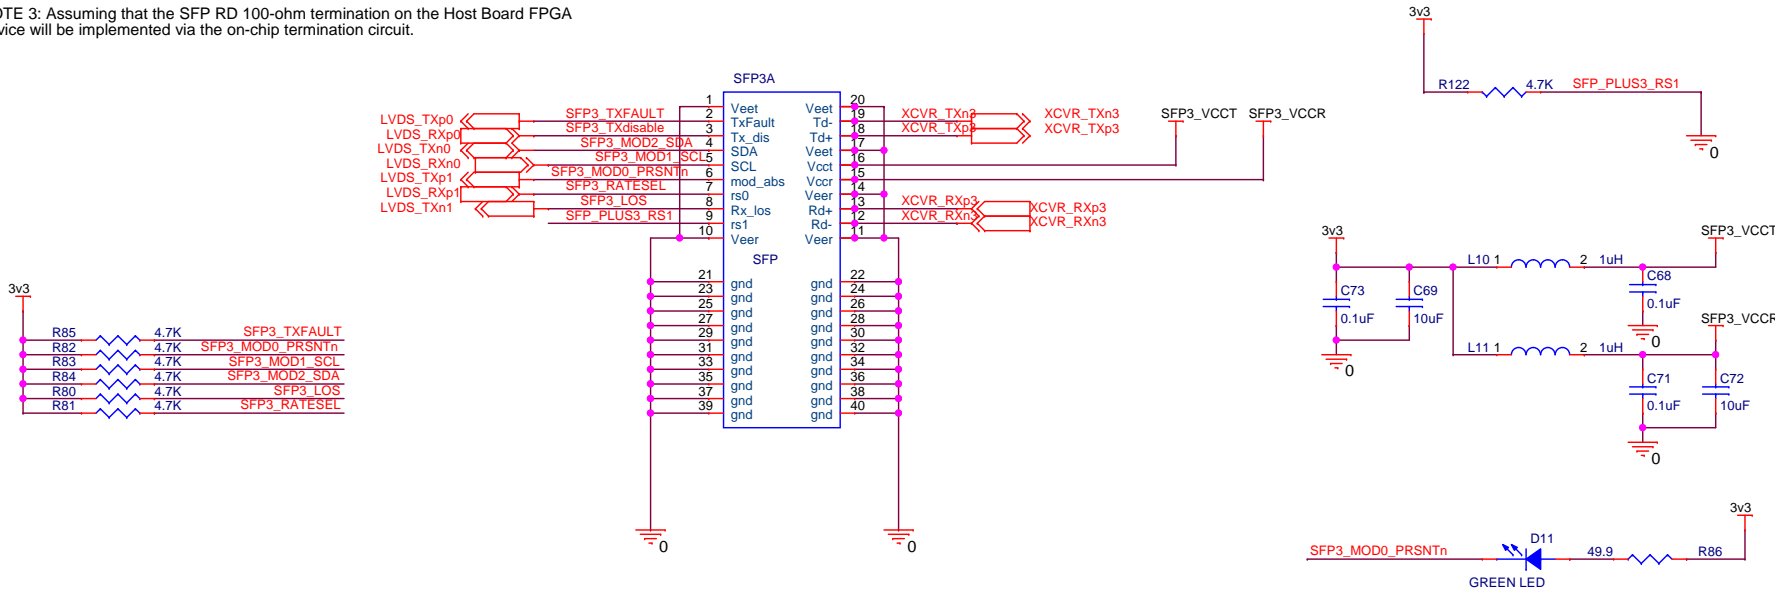 OTE 3: Assuming that the SFP RD 100-ohm termination on the Host Board FPGA
vice will be implemented via the on-chip termination circuit.
3v3
R122 4.7K SFP_PLUS3_RS1
0
SFP3A
LVDS_TXp0 SFP3_TXFAULT
LVDS_RXp0 SFP3_TXdisable
LVDS_TXn0 SFP3_MOD2_SDA
LVDS_RXn0 SFP3_MOD1_SCL
LVDS_TXp1 SFP3_MOD0_PRSNTn
LVDS_RXp1 SFP3_RATESEL
LVDS_TXn1 SFP3_LOS
SFP_PLUS3_RS1
1 Veet Veet 20
2 TxFault Td- 19 XCVR_TXn3 XCVR_TXn3
3 Tx_dis Td+ 18 XCVR_TXp3 XCVR_TXp3
4 SDA Veet 17
5 SCL Vcct 16
6 mod_abs Vccr 15
7 rs0 Veer 14
8 Rx_los Rd+ 13 XCVR_RXp3 XCVR_RXp3
9 rs1 Rd- 12 XCVR_RXn3 XCVR_RXn3
10 Veer Veer 11
SFP3_VCCT SFP3_VCCR
SFP
21 gnd gnd 22
23 gnd gnd 24
25 gnd gnd 26
27 gnd gnd 28
29 gnd gnd 30
31 gnd gnd 32
33 gnd gnd 34
35 gnd gnd 36
37 gnd gnd 38
39 gnd gnd 40
0
0
3v3
R85 4.7K SFP3_TXFAULT
R82 4.7K SFP3_MOD0_PRSNTn
R83 4.7K SFP3_MOD1_SCL
R84 4.7K SFP3_MOD2_SDA
R80 4.7K SFP3_LOS
R81 4.7K SFP3_RATESEL
3v3
SFP3_VCCT
L10 1 2 1uH
C73 0.1uF
C69 10uF
C68 0.1uF
0
0
SFP3_VCCR
L11 1 2 1uH
C71 0.1uF
C72 10uF
0
3v3
SFP3_MOD0_PRSNTn D11 49.9 R86
GREEN LED